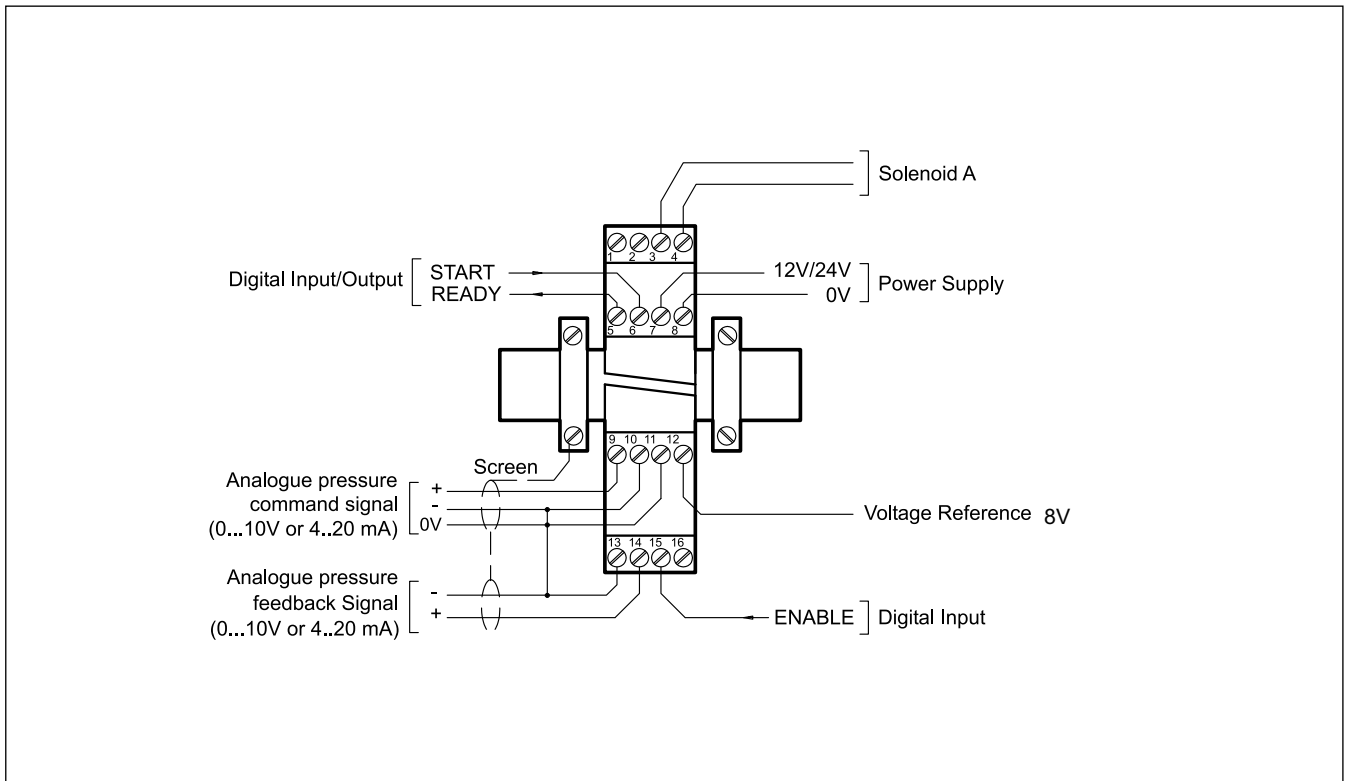 Solenoid A
1 2 3 4
Digital Input/Output
START
READY
12V/24V
0V
Power Supply
5 6 7 8
9 10 11 12
Screen
Analogue pressure
command signal
(0...10V or 4..20 mA)
+
-
0V
Voltage Reference 8V
13 14 15 16
Analogue pressure
feedback Signal
(0...10V or 4..20 mA)
-
+
ENABLE
Digital Input